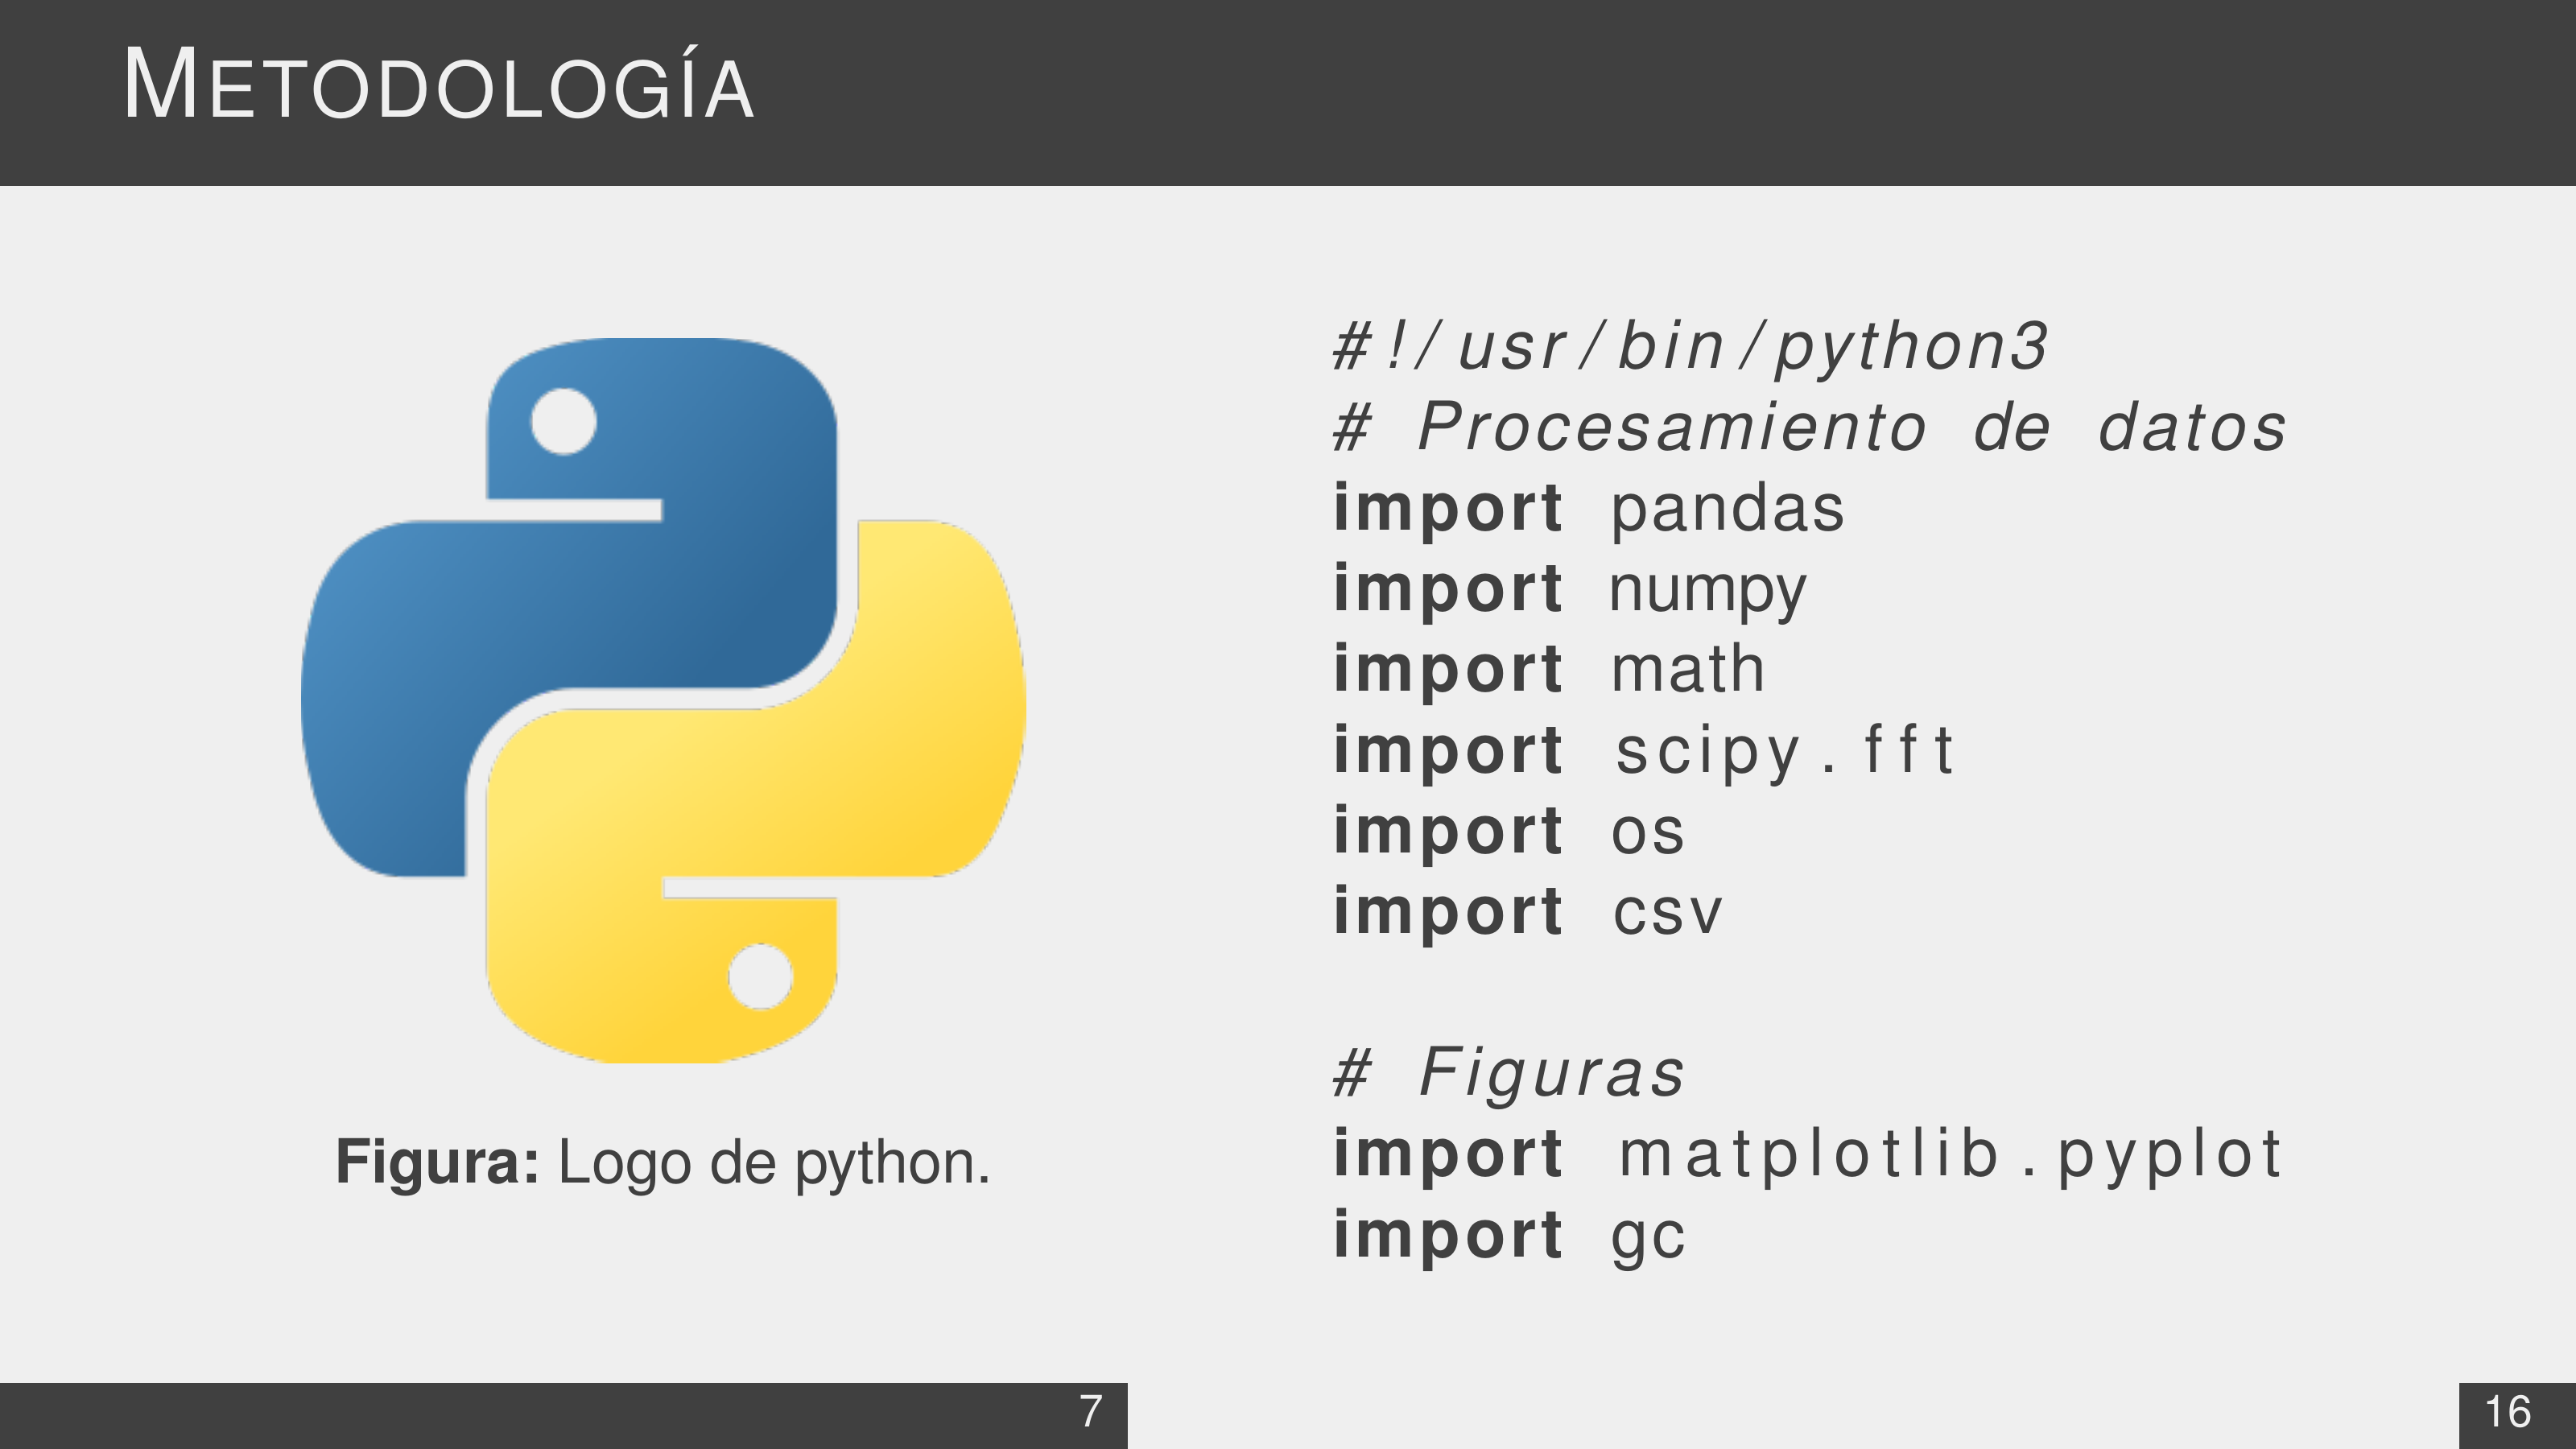 METODOLOGÍA
Figura: Logo de python.
#!/usr/bin/python3
# Procesamiento de datos
import pandas
import numpy
import math
import scipy.fft
import os
import csv
# Figuras
import matplotlib.pyplot
import gc
7
16